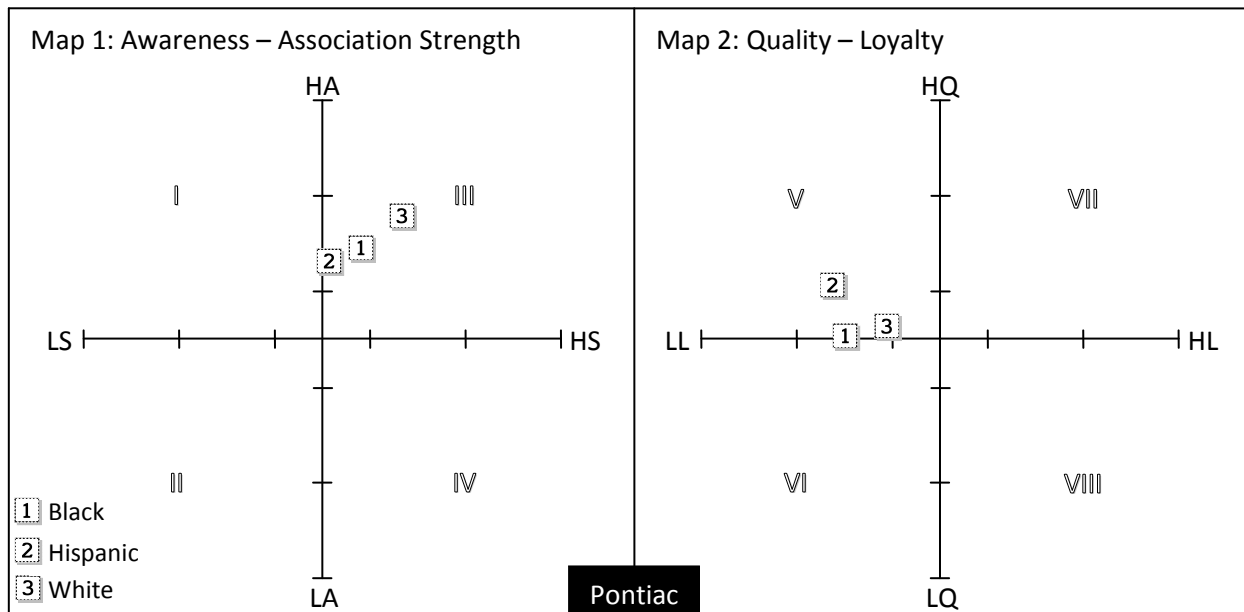 Map 1: Awareness – Association Strength
HA
I
III
3
1
2
LS
HS
II
IV
1 Black
2 Hispanic
3 White
LA
Map 2: Quality – Loyalty
HQ
V
VII
2
3
1
LL
HL
VI
VIII
LQ
Pontiac